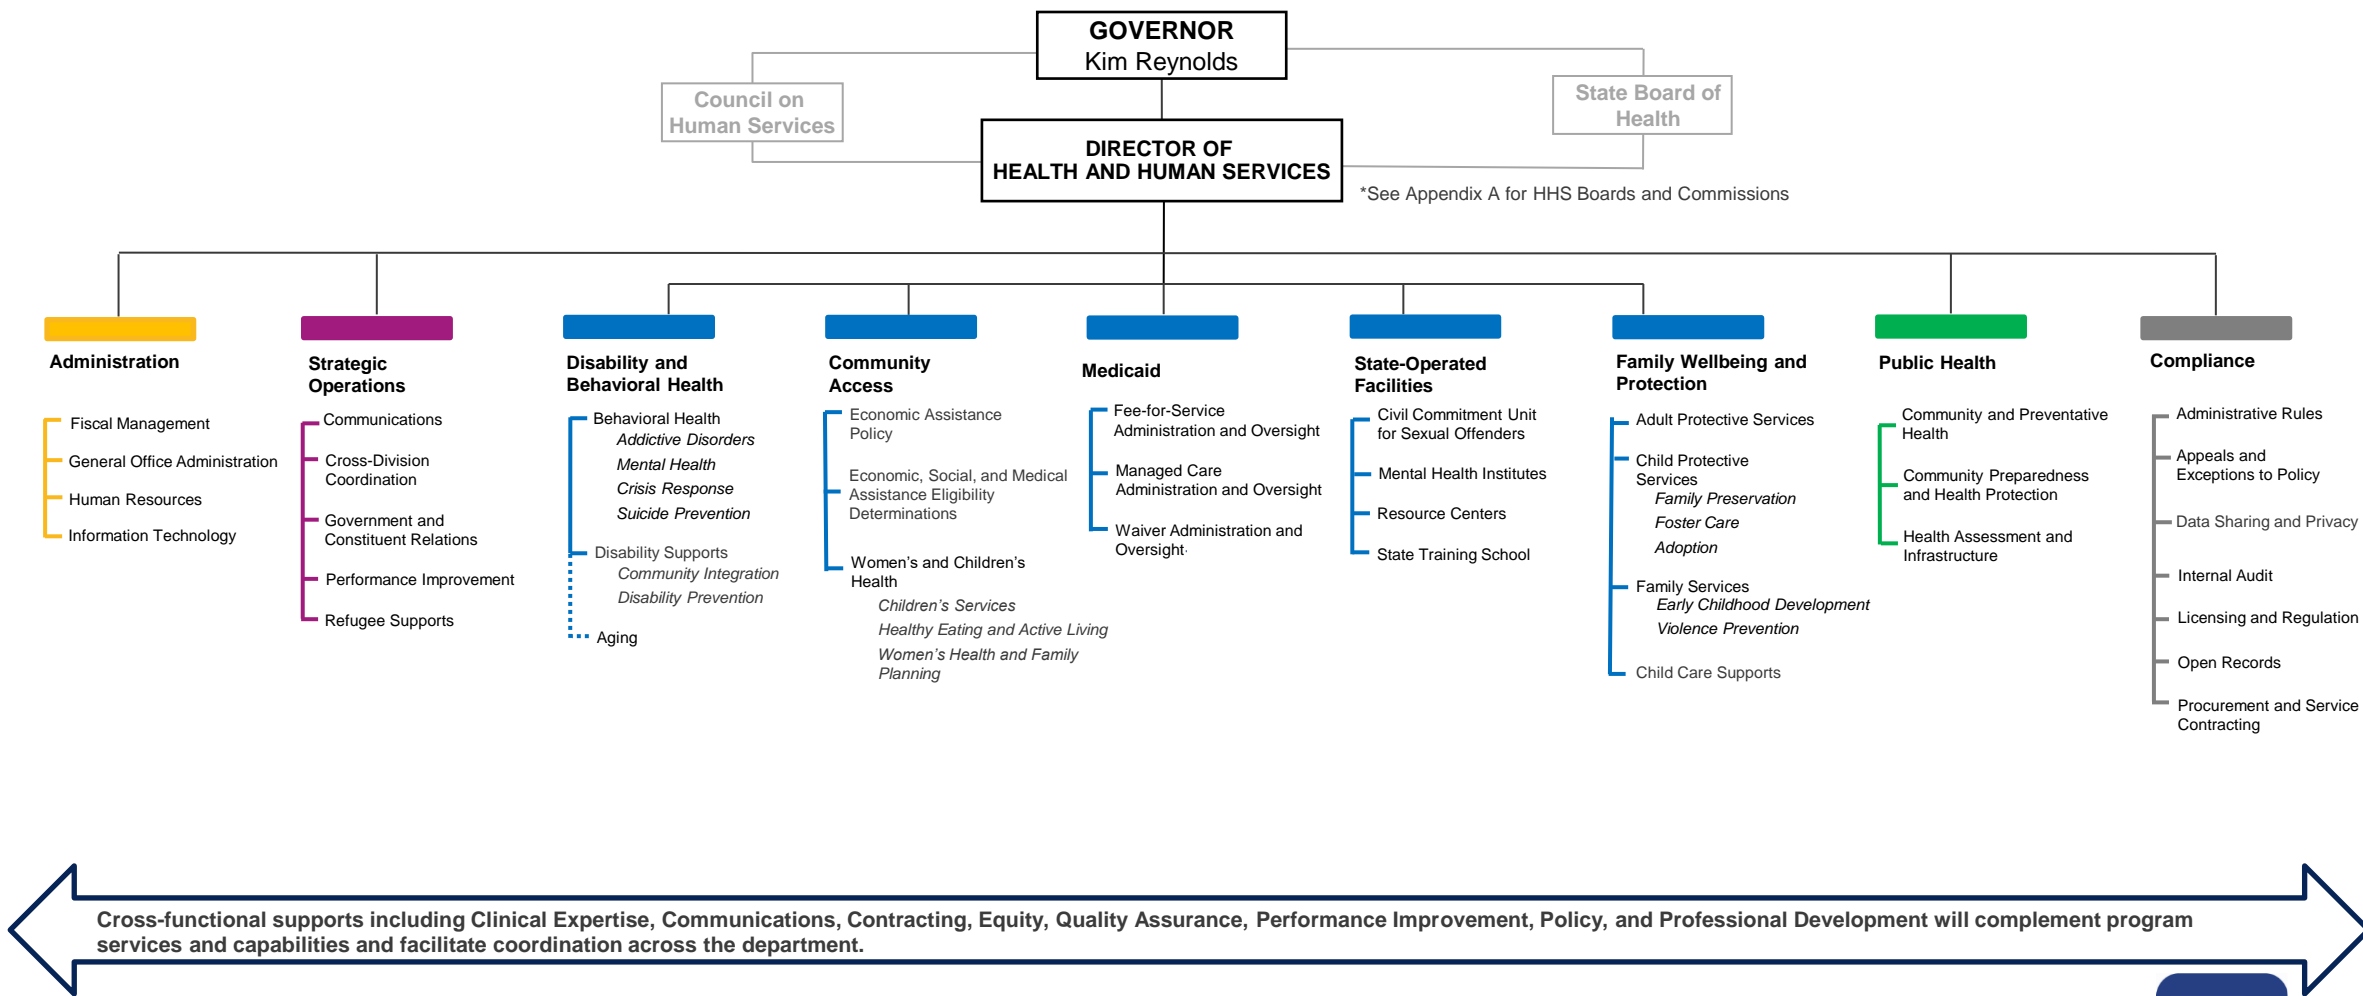 GOVERNOR
Kim Reynolds
Council on
Human Services
State Board of
Health
DIRECTOR OF
HEALTH AND HUMAN SERVICES
*See Appendix A for HHS Boards and Commissions
Administration
Fiscal Management
General Office Administration
Human Resources
Information Technology
Strategic
Operations
Communications
Cross-Division
Coordination
Government and
Constituent Relations
Performance Improvement
Refugee Supports
Disability and
Behavioral Health
Behavioral Health
Addictive Disorders
Mental Health
Crisis Response
Suicide Prevention
Disability Supports
Community Integration
Disability Prevention
Aging
Community
Access
Economic Assistance
Policy
Economic, Social, and Medical
Assistance Eligibility
Determinations
Women's and Children's
Health
Children's Services
Healthy Eating and Active Living
Women's Health and Family
Planning
Medicaid
Fee-for-Service
Administration and Oversight
Managed Care
Administration and Oversight
Waiver Administration and
Oversight.
State-Operated
Facilities
Civil Commitment Unit
for Sexual Offenders
Mental Health Institutes
Resource Centers
State Training School
Family Wellbeing and
Protection
Adult Protective Services
Child Protective
Services
Family Preservation
Foster Care
Adoption
Family Services
Early Childhood Development
Violence Prevention
Child Care Supports
Public Health
Community and Preventative
Health
Community Preparedness
and Health Protection
Health Assessment and
Infrastructure
Compliance
Administrative Rules
Appeals and
Exceptions to Policy
Data Sharing and Privacy
Internal Audit
Licensing and Regulation
Open Records
Procurement and Service
Contracting
Cross-functional supports including Clinical Expertise, Communications, Contracting, Equity, Quality Assurance, Performance Improvement, Policy, and Professional Development will complement program
services and capabilities and facilitate coordination across the department.